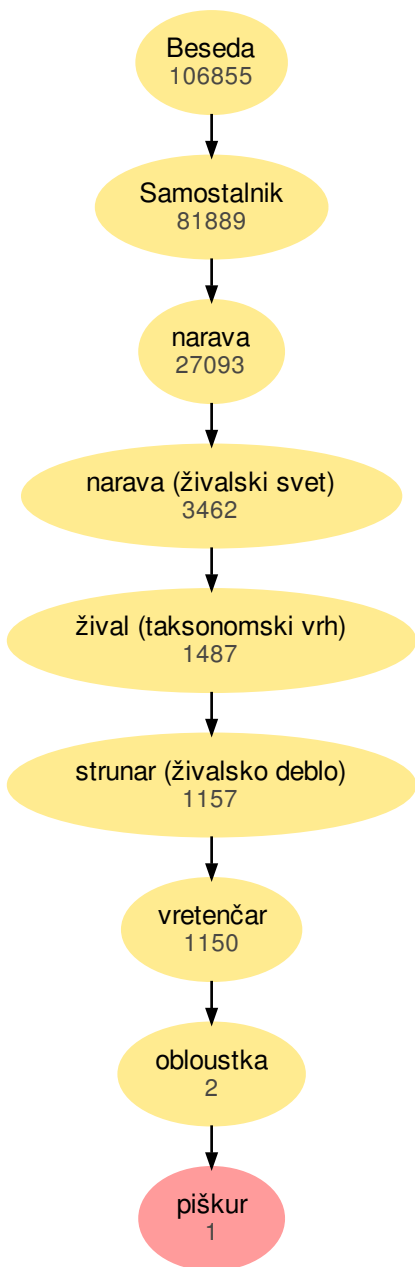 Beseda
106855
Samostalnik
81889
narava
27093
narava (živalski svet)
3462
žival (taksonomski vrh)
1487
strunar (živalsko deblo)
1157
vretenčar
1150
obloustka
2
piškur
1